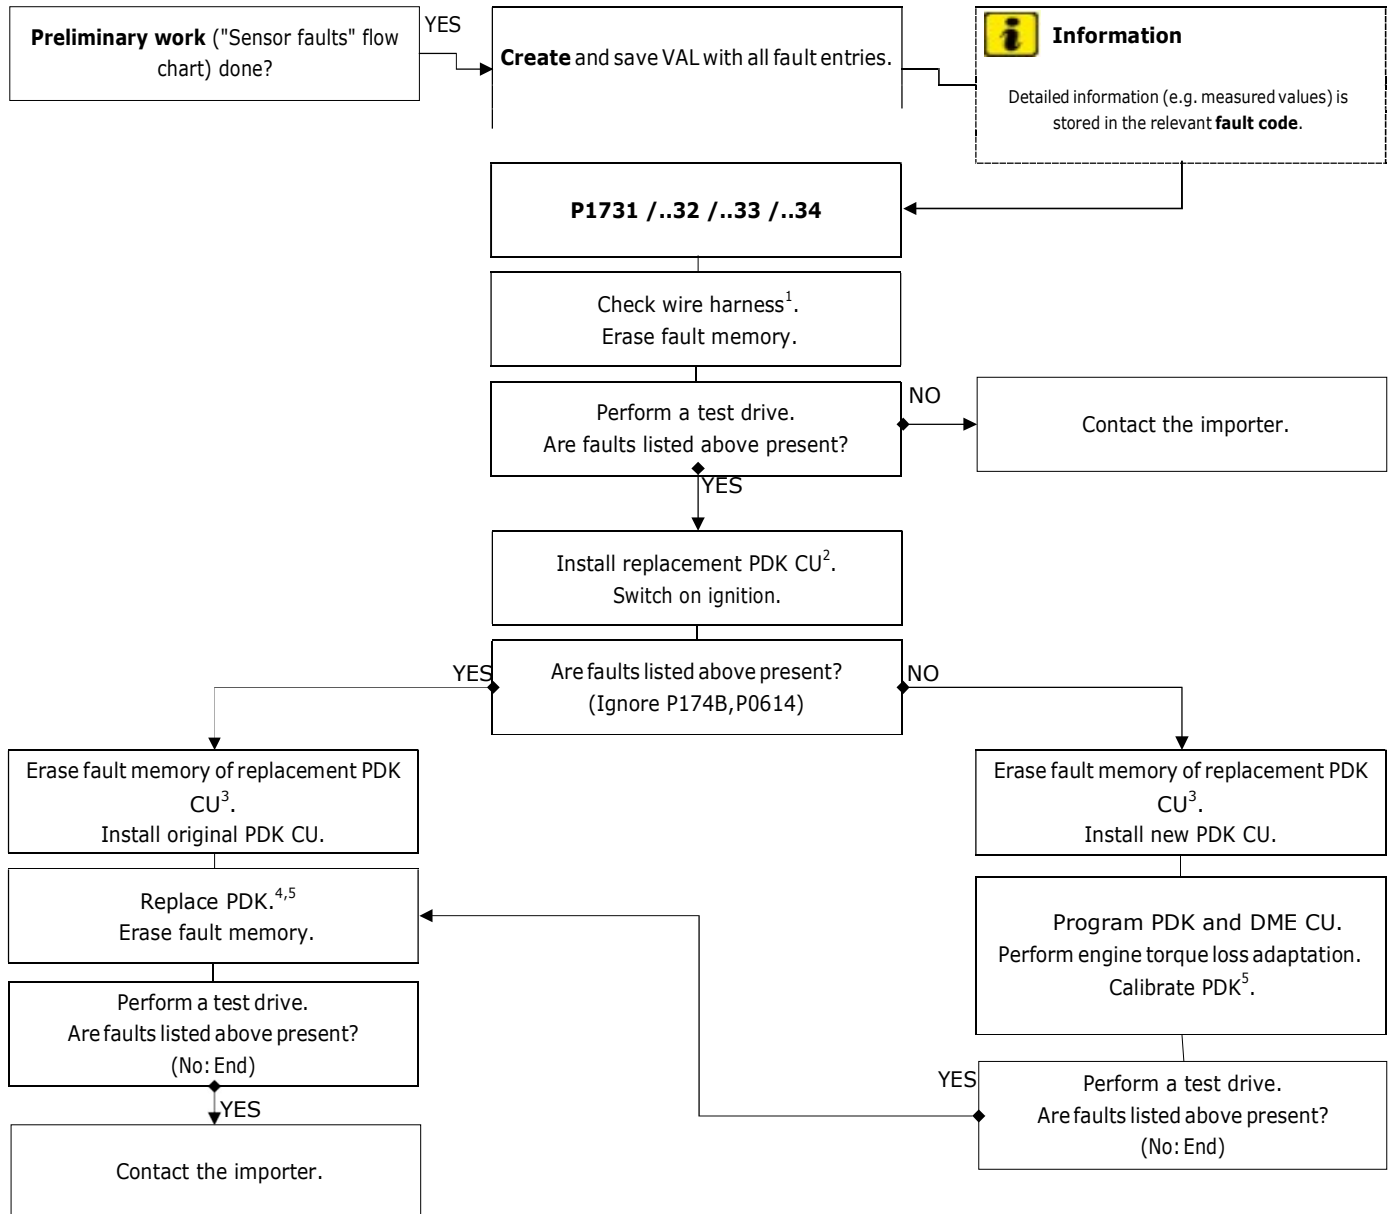 Preliminary work ("Sensor faults" flow
chart) done?
YES
Create and save VAL with all fault entries.
Information
Detailed information (e.g. measured values) is
stored in the relevant fault code.
P1731 /..32 /..33 /..34
Check wire harness1.
Erase fault memory.
Perform a test drive.
Are faults listed above present?
NO
Contact the importer.
YES
Install replacement PDK CU2.
Switch on ignition.
Are faults listed above present?
(Ignore P174B,P0614)
YES
NO
Erase fault memory of replacement PDK
CU3.
Install original PDK CU.
Replace PDK.4,5
Erase fault memory.
Perform a test drive.
Are faults listed above present?
(No: End)
YES
Contact the importer.
Erase fault memory of replacement PDK
CU3.
Install new PDK CU.
Program PDK and DME CU.
Perform engine torque loss adaptation.
Calibrate PDK5.
YES
Perform a test drive.
Are faults listed above present?
(No: End)